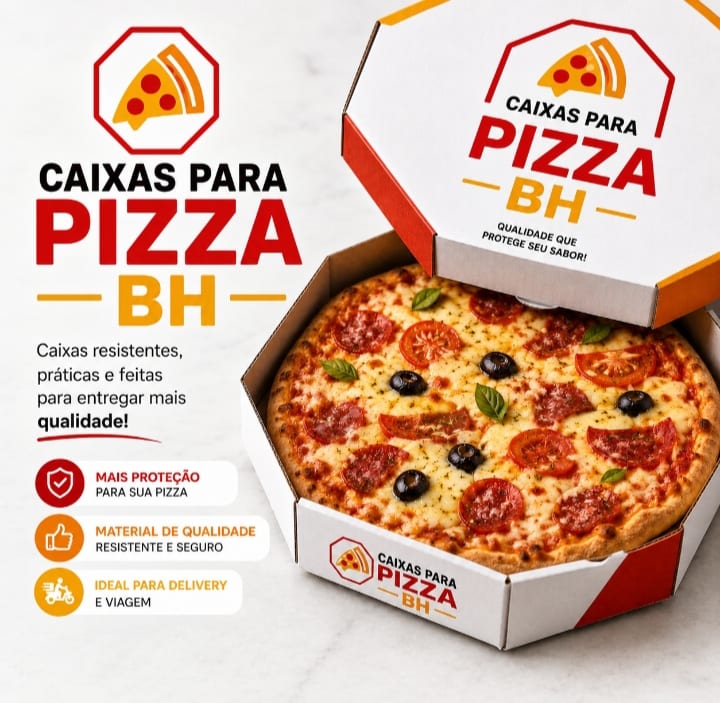 CAIXAS PARA
PIZZA
BH
Caixas resistentes,
práticas e feitas
para entregar mais
qualidade!
MAIS PROTEÇÃO
PARA SUA PIZZA
MATERIAL DE QUALIDADE
RESISTENTE E SEGURO
IDEAL PARA DELIVERY
E VIAGEM
CAIXAS PARA
PIZZA
BH
QUALIDADE QUE
PROTEGE SEU SABOR!
CAIXAS PARA
PIZZA
BH